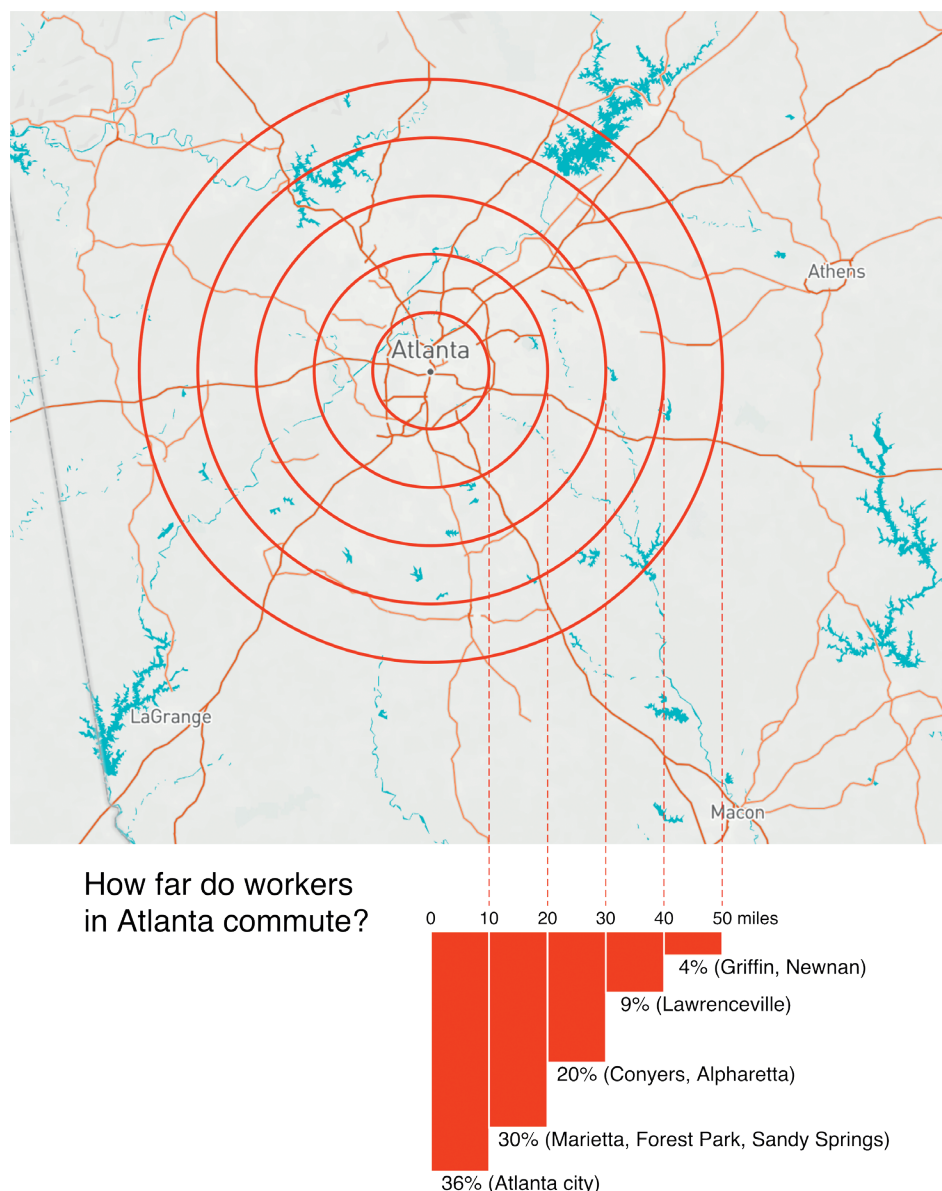 Athens
Atlanta
LaGrange
Macon
How far do workers
in Atlanta commute?
0 10 20 30 40 50 miles
4% (Griffin, Newnan)
9% (Lawrenceville)
20% (Conyers, Alpharetta)
30% (Marietta, Forest Park, Sandy Springs)
36% (Atlanta city)